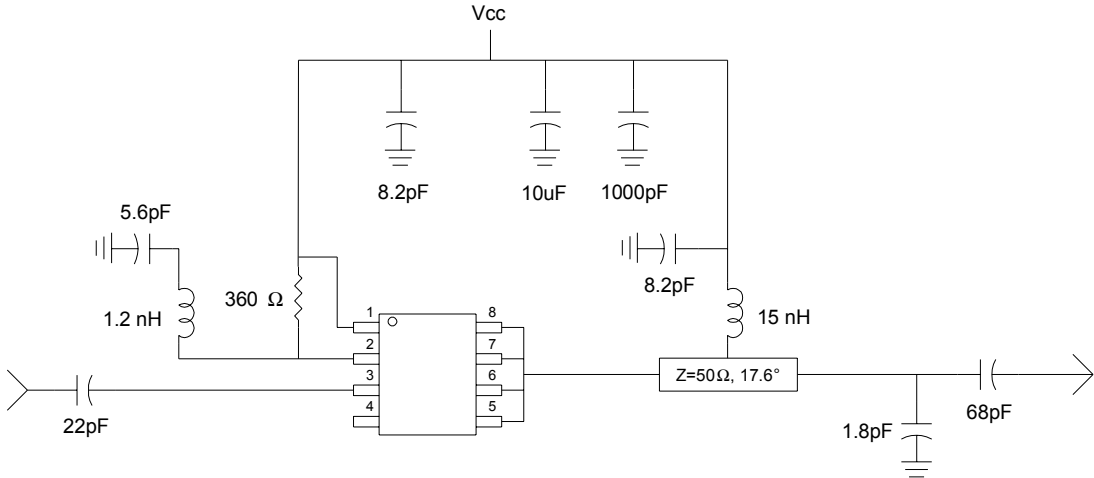 Vcc
8.2pF
10uF
1000pF
5.6pF
8.2pF
360 Ω
1.2 nH
15 nH
1
2
3
4
8
7
6
5
Z=50Ω, 17.6°
22pF
1.8pF
68pF